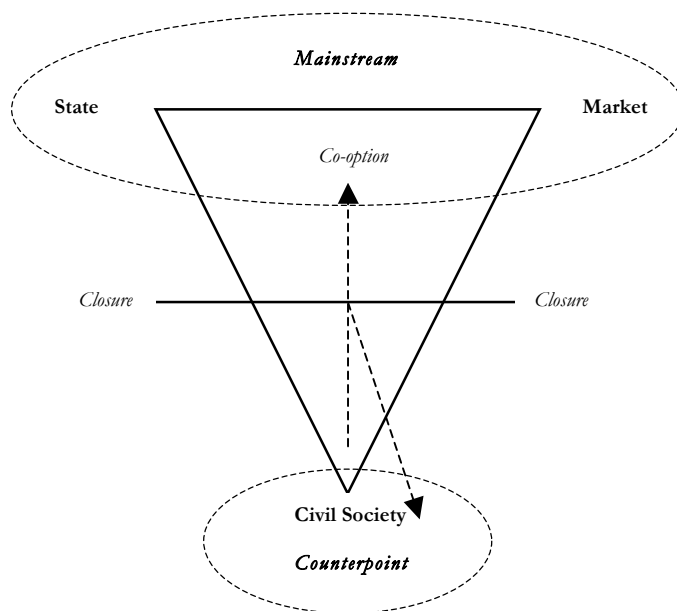 Mainstream
State
Market
Co-option
Closure
Closure
Civil Society
Counterpoint